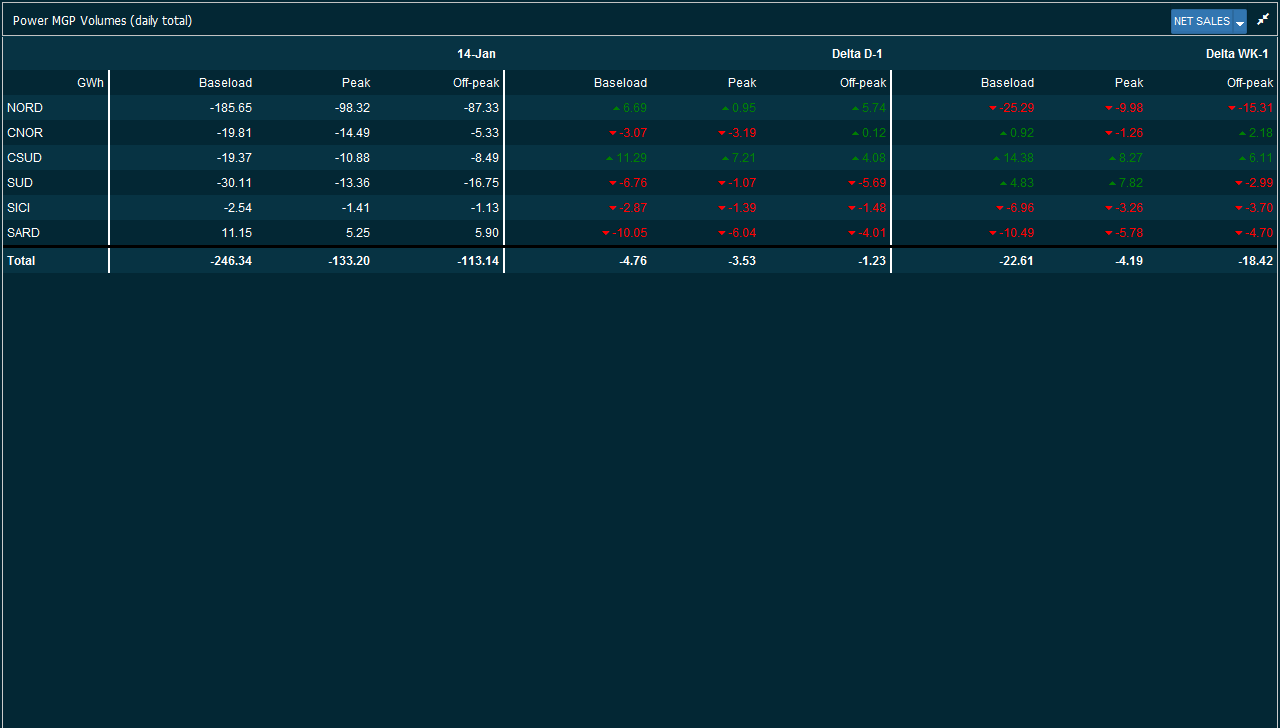 Power MGP Volumes (daily total) NET SALES
14-Jan Delta D-1 Delta WK-1
GWh Baseload Peak Off-peak Baseload Peak Off-peak Baseload Peak Off-peak
NORD -185.65 -98.32 -87.33 6.69 0.95 5.74 -25.29 -9.98 -15.31
CNOR -19.81 -14.49 -5.33 -3.07 -3.19 0.12 0.92 -1.26 2.18
CSUD -19.37 -10.88 -8.49 11.29 7.21 4.08 14.38 8.27 6.11
SUD -30.11 -13.36 -16.75 -6.76 -1.07 -5.69 4.83 7.82 -2.99
SICI -2.54 -1.41 -1.13 -2.87 -1.39 -1.48 -6.96 -3.26 -3.70
SARD 11.15 5.25 5.90 -10.05 -6.04 -4.01 -10.49 -5.78 -4.70
Total -246.34 -133.20 -113.14 -4.76 -3.53 -1.23 -22.61 -4.19 -18.42